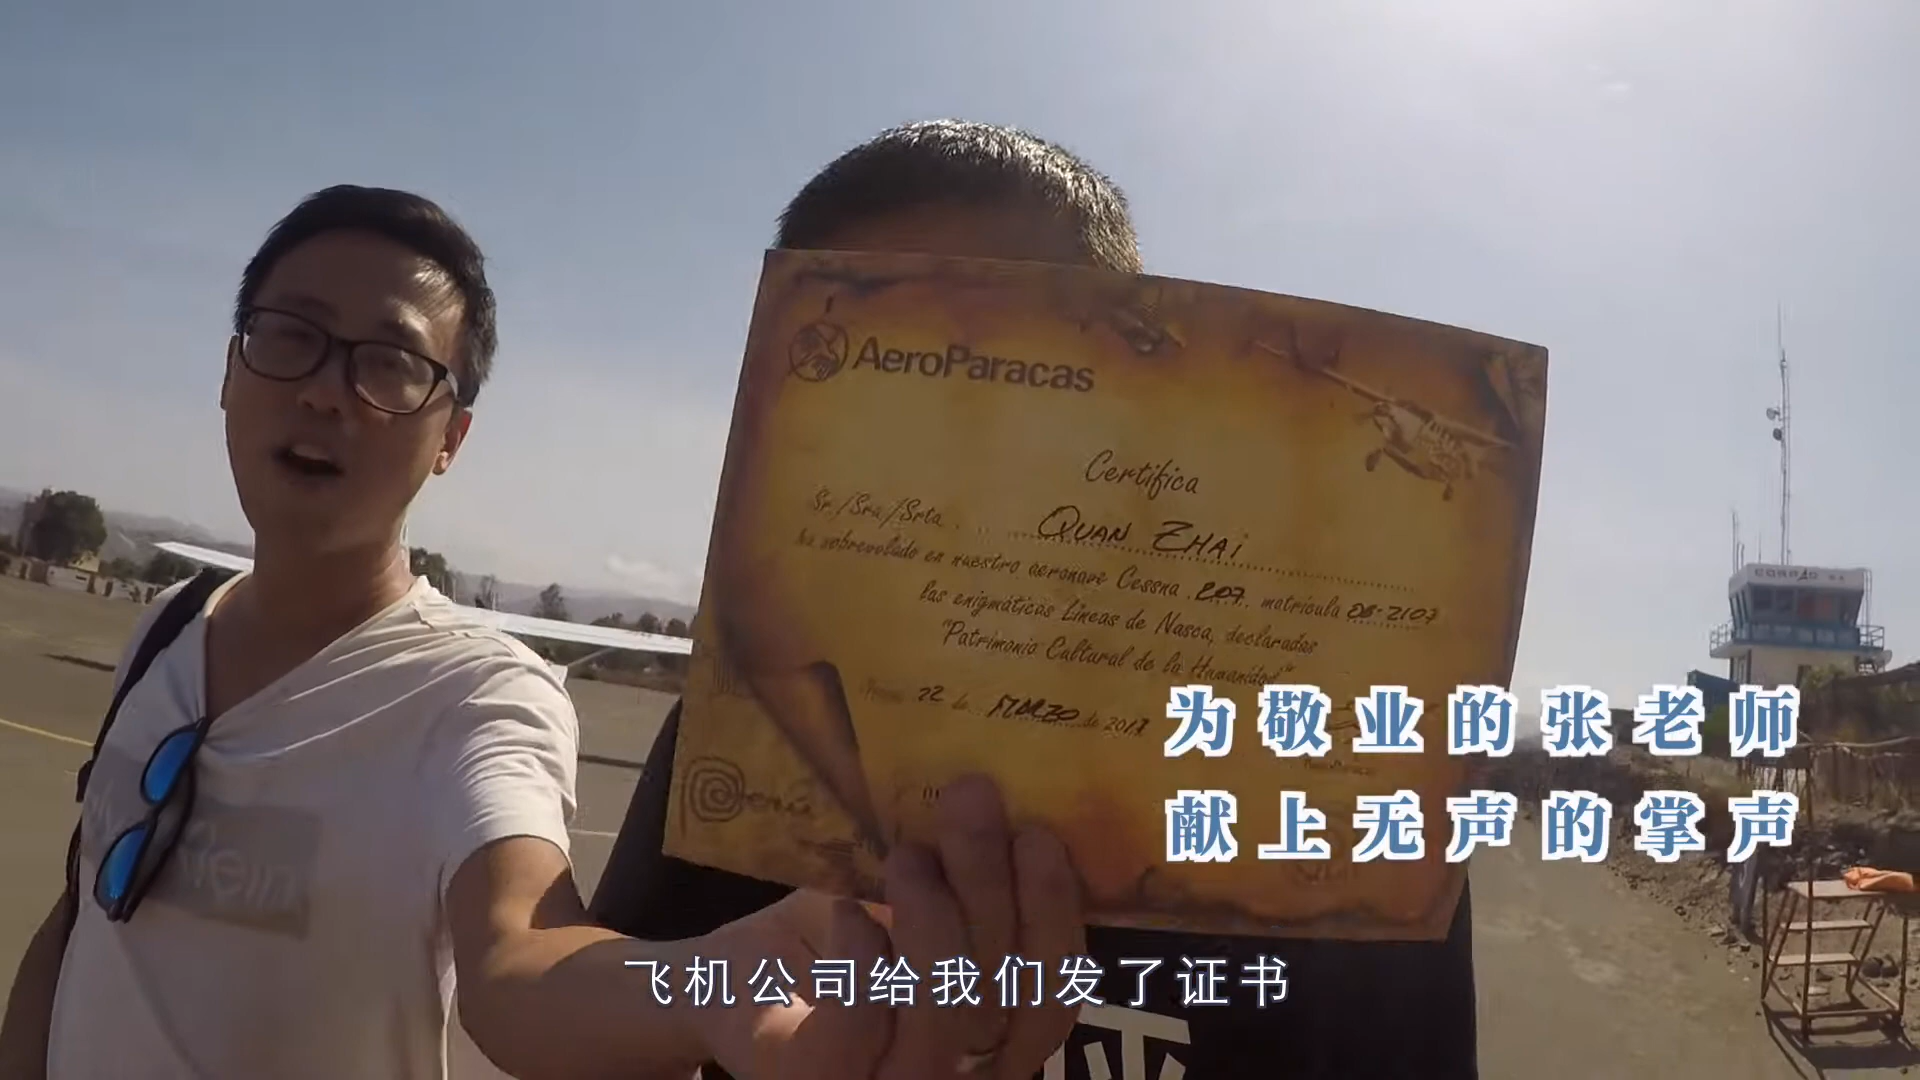 AeroParacas
Certifica
Sr./Sra/Srta. QUAN ZHAI
ha sobrevolado en nuestro aeronave Cessna 207 matrícula OB-2107
las enigmáticas Líneas de Nasca, declaradas
"Patrimonio Cultural de la Humanidad"
22 de MARZO de 2017
Perú
为敬业的张老师
献上无声的掌声
飞机公司给我们发了证书